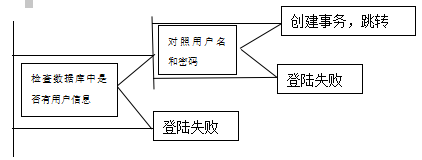 创建事务，跳转
对照用户名
和密码
登陆失败
检查数据库中是
否有用户信息
登陆失败